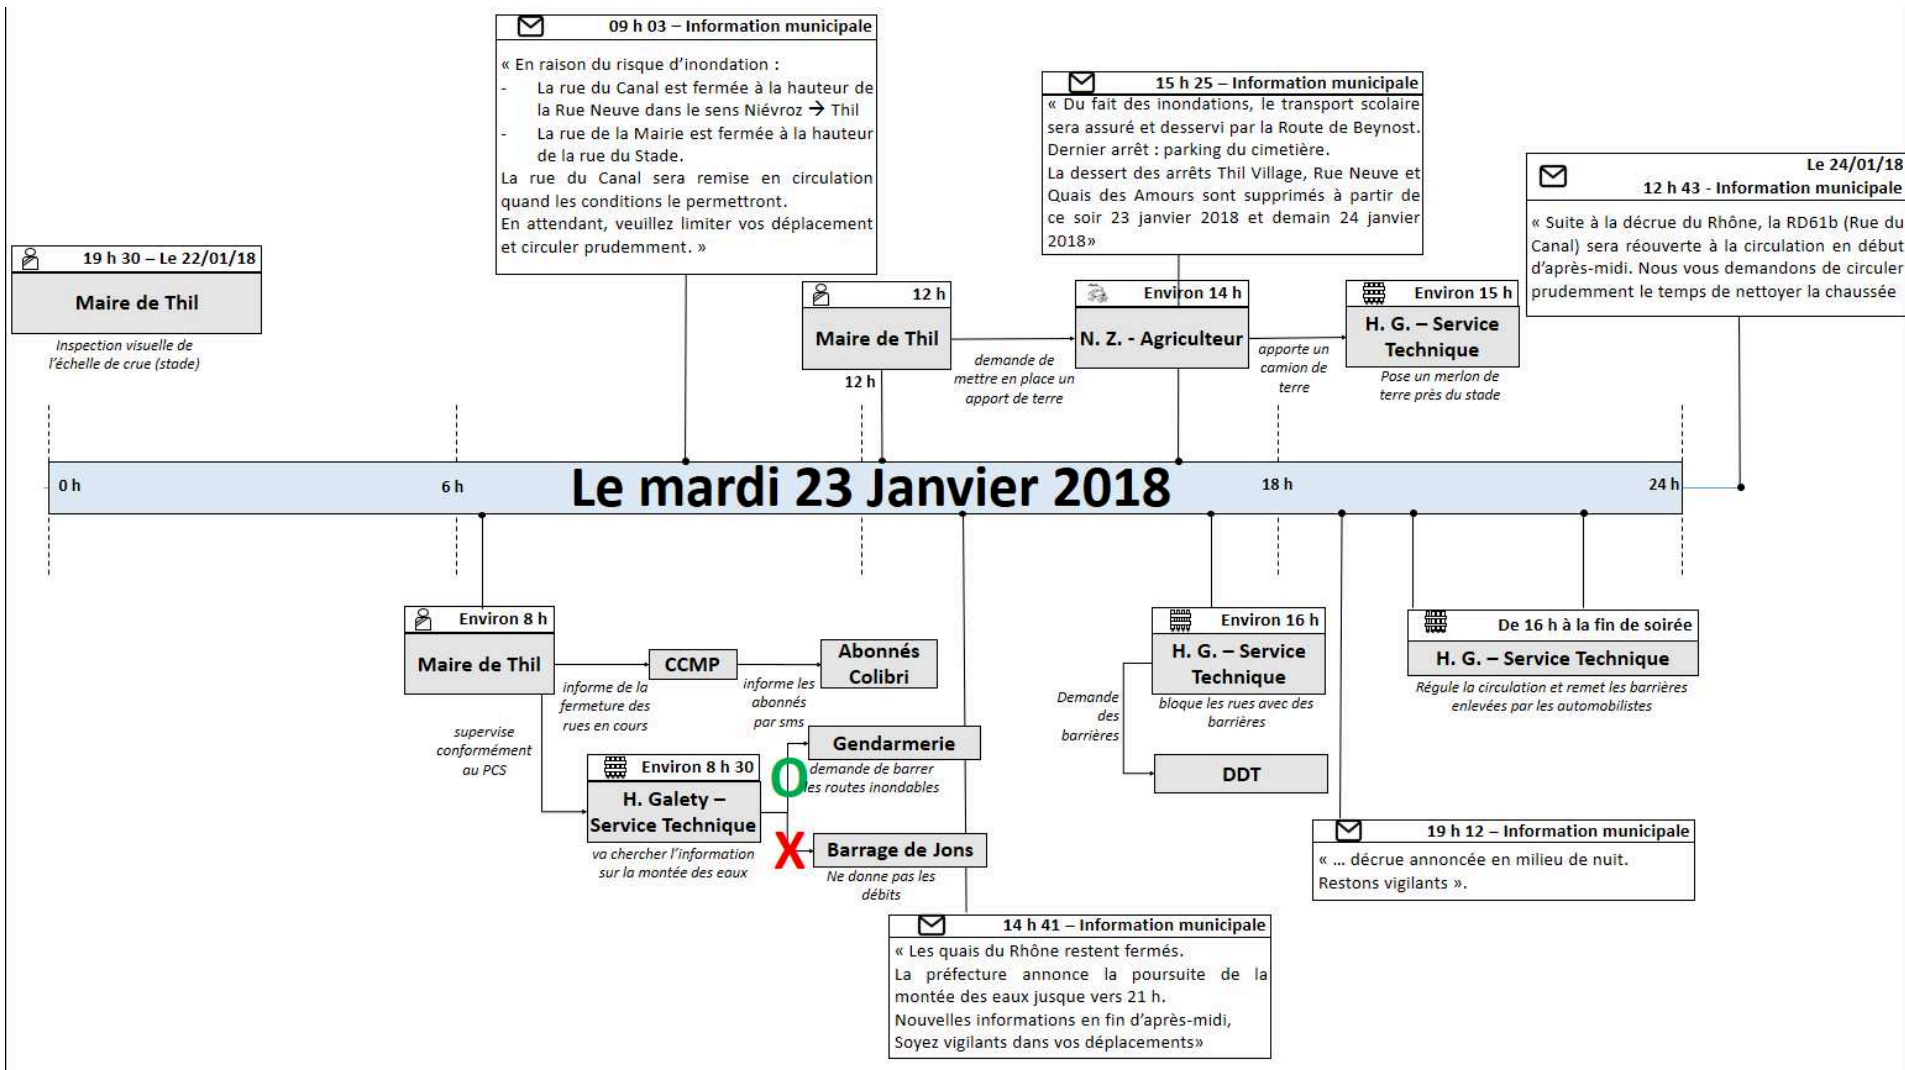 09 h 03 – Information municipale
« En raison du risque d’inondation :
- La rue du Canal est fermée à la hauteur de
la Rue Neuve dans le sens Niévroz → Thil
- La rue de la Mairie est fermée à la hauteur
de la rue du Stade.
La rue du Canal sera remise en circulation
quand les conditions le permettront.
En attendant, veuillez limiter vos déplacement
et circuler prudemment. »
15 h 25 – Information municipale
« Du fait des inondations, le transport scolaire
sera assuré et desservi par la Route de Beynost.
Dernier arrêt : parking du cimetière.
La dessert des arrêts Thil Village, Rue Neuve et
Quais des Amours sont supprimés à partir de
ce soir 23 janvier 2018 et demain 24 janvier
2018»
Le 24/01/18
12 h 43 - Information municipale
« Suite à la décrue du Rhône, la RD61b (Rue du
Canal) sera réouverte à la circulation en début
d’après-midi. Nous vous demandons de circuler
prudemment le temps de nettoyer la chaussée
19 h 30 – Le 22/01/18
Maire de Thil
Inspection visuelle de
l’échelle de crue (stade)
12 h
Maire de Thil
12 h
demande de
mettre en place un
apport de terre
Environ 14 h
N. Z. - Agriculteur
apporte un
camion de
terre
Environ 15 h
H. G. – Service
Technique
Pose un merlon de
terre près du stade
0 h
6 h
Le mardi 23 Janvier 2018
18 h
24 h
Environ 8 h
Maire de Thil
informe de la
fermeture des
rues en cours
CCMP
informe les
abonnés
par sms
Abonnés
Colibri
supervise
conformément
au PCS
Environ 8 h 30
H. Galety –
Service Technique
va chercher l’information
sur la montée des eaux
O
Gendarmerie
demande de barrer
les routes inondables
X
Barrage de Jons
Ne donne pas les
débits
14 h 41 – Information municipale
« Les quais du Rhône restent fermés.
La préfecture annonce la poursuite de la
montée des eaux jusque vers 21 h.
Nouvelles informations en fin d’après-midi,
Soyez vigilants dans vos déplacements»
Environ 16 h
H. G. – Service
Technique
bloque les rues avec des
barrières
Demande
des
barrières
DDT
De 16 h à la fin de soirée
H. G. – Service Technique
Régule la circulation et remet les barrières
enlevées par les automobilistes
19 h 12 – Information municipale
« ... décrue annoncée en milieu de nuit.
Restons vigilants ».